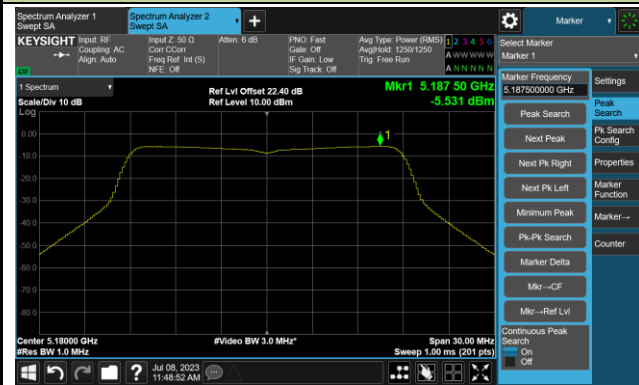 Spectrum Analyzer 1
Swept SA
Spectrum Analyzer 2
Swept SA
Marker
KEYSIGHT
Input: RF
Coupling: AC
Align: Auto
Input Z: 50 Ω
Corr CCorr
Freq Ref: Int (S)
NFE: Off
Atten: 6 dB
PNO: Fast
Gate: Off
IF Gain: Low
Sig Track: Off
Avg Type: Power (RMS)
Avg|Hold: 1250/1250
Trig: Free Run
1 2 3 4 5 6
A W W W W W
A N N N N N
Select Marker
Marker 1
1 Spectrum
Scale/Div 10 dB
Log
Ref Lvl Offset 22.40 dB
Ref Level 10.00 dBm
Mkr1 5.187 50 GHz
-5.531 dBm
1
0.00
-10.0
-20.0
-30.0
-40.0
-50.0
-60.0
-70.0
-80.0
Center 5.18000 GHz
#Res BW 1.0 MHz
#Video BW 3.0 MHz*
Span 30.00 MHz
Sweep 1.00 ms (201 pts)
Marker Frequency
5.187500000 GHz
Peak Search
Next Peak
Next Pk Right
Next Pk Left
Minimum Peak
Pk-Pk Search
Marker Delta
Mkr→CF
Mkr→Ref Lvl
Continuous Peak
Search
On
Off
Settings
Peak
Search
Pk Search
Config
Properties
Marker
Function
Marker→
Counter
Jul 08, 2023
11:48:52 AM